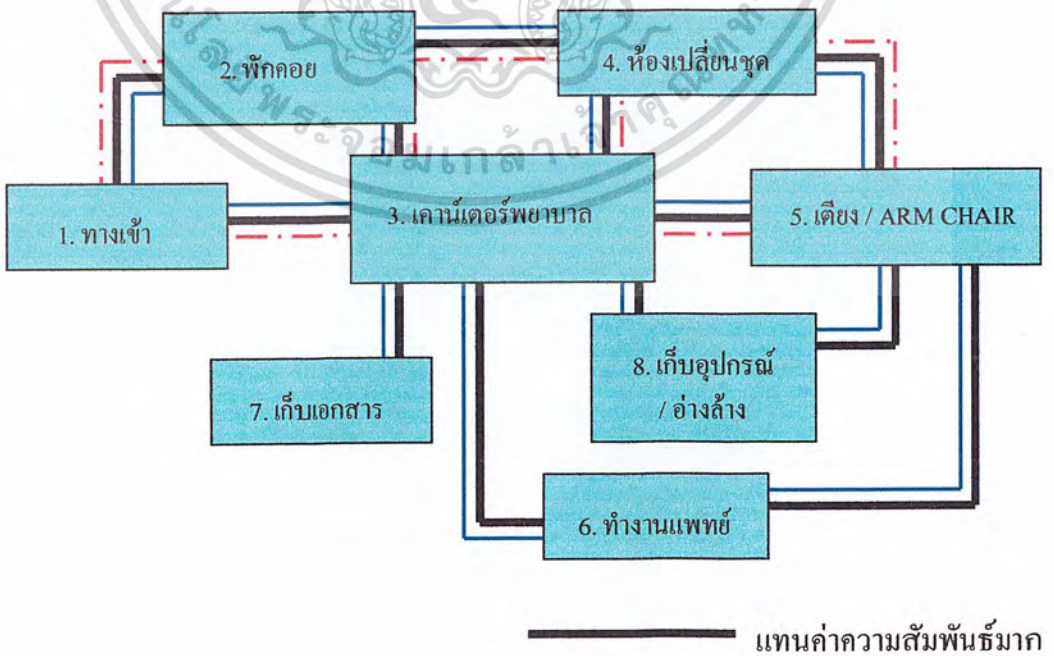 2. พักคอย
4. ห้องเปลี่ยนชุด
1. ทางเข้า
3. เคาน์เตอร์พยาบาล
5. เตียง / ARM CHAIR
7. เก็บเอกสาร
8. เก็บอุปกรณ์
/ อ่างล้าง
6. ทำงานแพทย์
แทนค่าความสัมพันธ์มาก